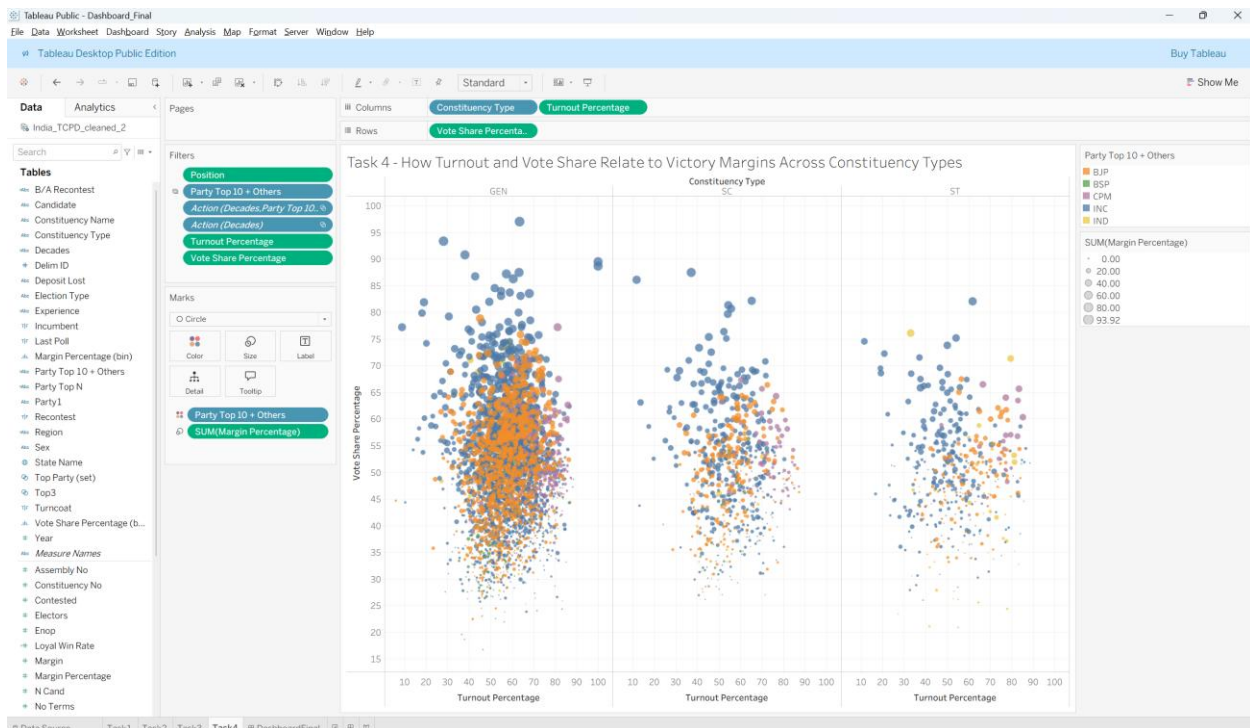 Tableau Public - Dashboard_Final
File Data Worksheet Dashboard Story Analysis Map Format Server Window Help
Tableau Desktop Public Edition
Buy Tableau
Standard
Show Me
Data Analytics
India_TCPD_cleaned_2
Search
Tables
B/A Recontest
Candidate
Constituency Name
Constituency Type
Decades
Delim ID
Deposit Lost
Election Type
Experience
Incumbent
Last Poll
Margin Percentage (bin)
Party Top 10 + Others
Party Top N
Party1
Recontest
Region
Sex
State Name
Top Party (set)
Top3
Turncoat
Vote Share Percentage (b...
Year
Measure Names
Assembly No
Constituency No
Contested
Electors
Enop
Loyal Win Rate
Margin
Margin Percentage
N Cand
No Terms
Pages
Filters
Position
Party Top 10 + Others
Action (Decades,Party Top 10..
Action (Decades)
Turnout Percentage
Vote Share Percentage
Marks
Circle
Color Size Label
Detail Tooltip
Party Top 10 + Others
SUM(Margin Percentage)
Columns Constituency Type Turnout Percentage
Rows Vote Share Percenta..
Task 4 - How Turnout and Vote Share Relate to Victory Margins Across Constituency Types
Constituency Type
GEN SC ST
Vote Share Percentage
100
95
90
85
80
75
70
65
60
55
50
45
40
35
30
25
20
15
10 20 30 40 50 60 70 80 90 100 10 20 30 40 50 60 70 80 90 100 10 20 30 40 50 60 70 80 90 100
Turnout Percentage Turnout Percentage Turnout Percentage
Party Top 10 + Others
BJP
BSP
CPM
INC
IND
SUM(Margin Percentage)
0.00
20.00
40.00
60.00
80.00
93.92
Data Source Task1 Task2 Task3 Task4 DashboardFinal